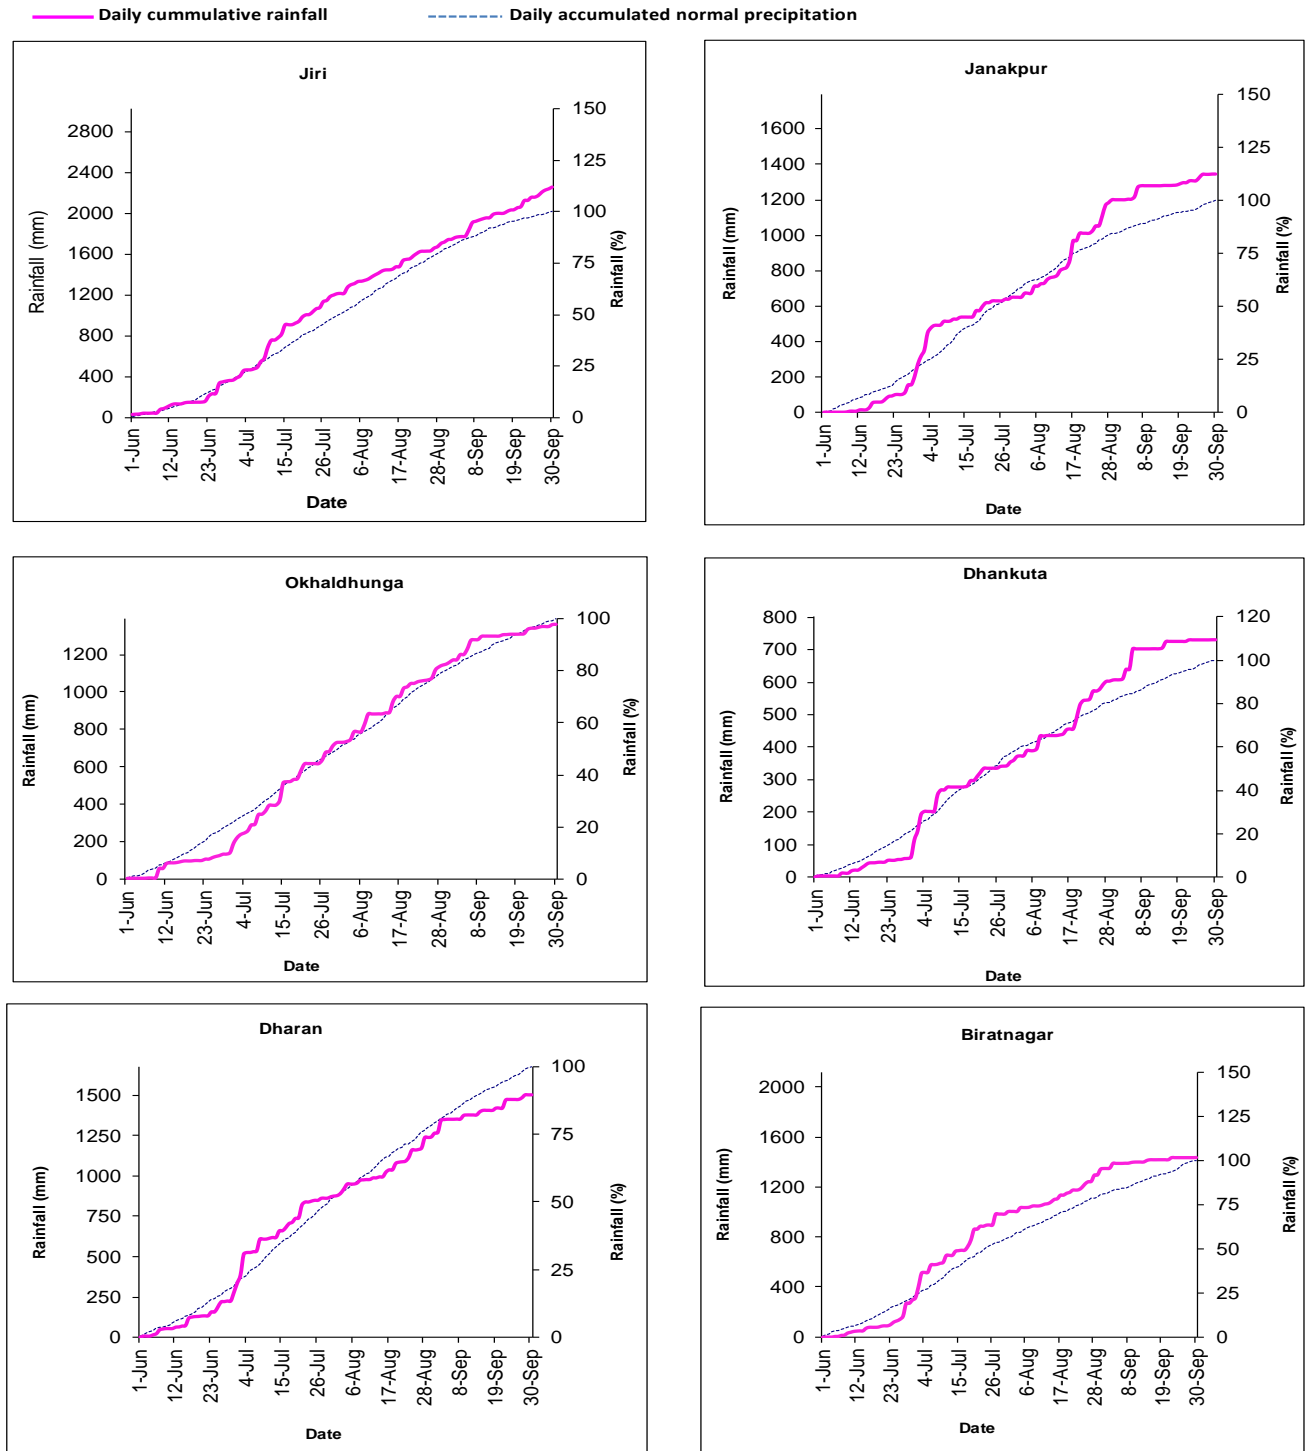 Daily cummulative rainfall
Daily accumulated normal precipitation
Jiri
Rainfall (mm)
2800
2400
2000
1600
1200
800
400
0
150
125
100
75
50
25
0
Rainfall (%)
1-Jun
12-Jun
23-Jun
4-Jul
15-Jul
26-Jul
6-Aug
17-Aug
28-Aug
8-Sep
19-Sep
30-Sep
Date
Janakpur
Rainfall (mm)
1600
1400
1200
1000
800
600
400
200
0
150
125
100
75
50
25
0
Rainfall (%)
1-Jun
12-Jun
23-Jun
4-Jul
15-Jul
26-Jul
6-Aug
17-Aug
28-Aug
8-Sep
19-Sep
30-Sep
Date
Okhaldhunga
Rainfall (mm)
1200
1000
800
600
400
200
0
100
80
60
40
20
0
Rainfall (%)
1-Jun
12-Jun
23-Jun
4-Jul
15-Jul
26-Jul
6-Aug
17-Aug
28-Aug
8-Sep
19-Sep
30-Sep
Date
Dhankuta
Rainfall (mm)
800
700
600
500
400
300
200
100
0
120
100
80
60
40
20
0
Rainfall (%)
1-Jun
12-Jun
23-Jun
4-Jul
15-Jul
26-Jul
6-Aug
17-Aug
28-Aug
8-Sep
19-Sep
30-Sep
Date
Dharan
Rainfall (mm)
1500
1250
1000
750
500
250
0
100
75
50
25
0
Rainfall (%)
1-Jun
12-Jun
23-Jun
4-Jul
15-Jul
26-Jul
6-Aug
17-Aug
28-Aug
8-Sep
19-Sep
30-Sep
Date
Biratnagar
Rainfall (mm)
2000
1600
1200
800
400
0
150
125
100
75
50
25
0
Rainfall (%)
1-Jun
12-Jun
23-Jun
4-Jul
15-Jul
26-Jul
6-Aug
17-Aug
28-Aug
8-Sep
19-Sep
30-Sep
Date